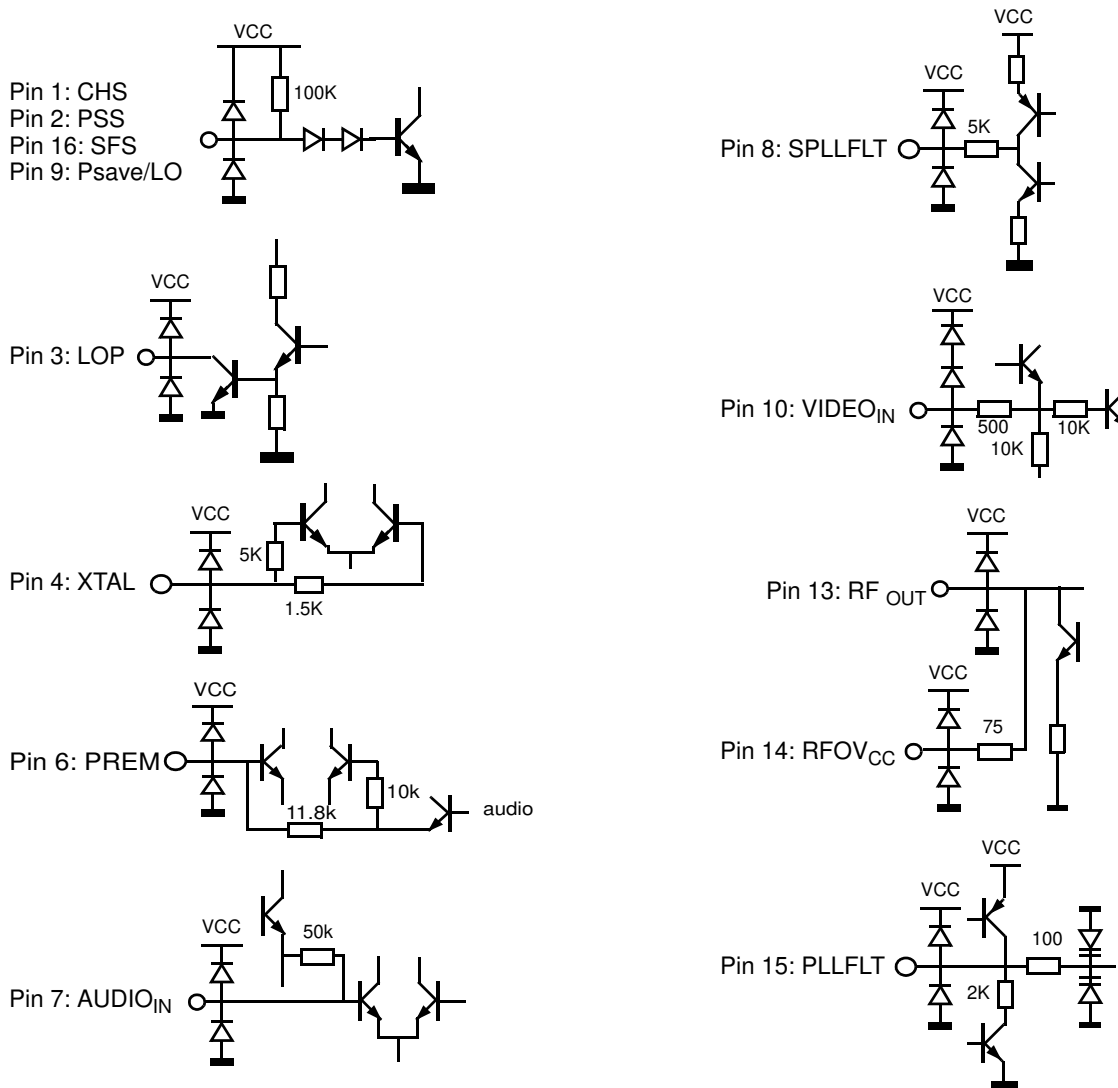 VCC
Pin 1: CHS
Pin 2: PSS
Pin 16: SFS
Pin 9: Psave/LO
100K
VCC
Pin 3: LOP
VCC
5K
Pin 4: XTAL
1.5K
VCC
Pin 6: PREM
10k
11.8k
audio
VCC
50k
Pin 7: AUDIOIN
VCC
VCC
5K
Pin 8: SPLLFLT
VCC
Pin 10: VIDEOIN
500
10K
10K
VCC
Pin 13: RF OUT
VCC
75
Pin 14: RFOVCC
VCC
VCC
100
Pin 15: PLLFLT
2K